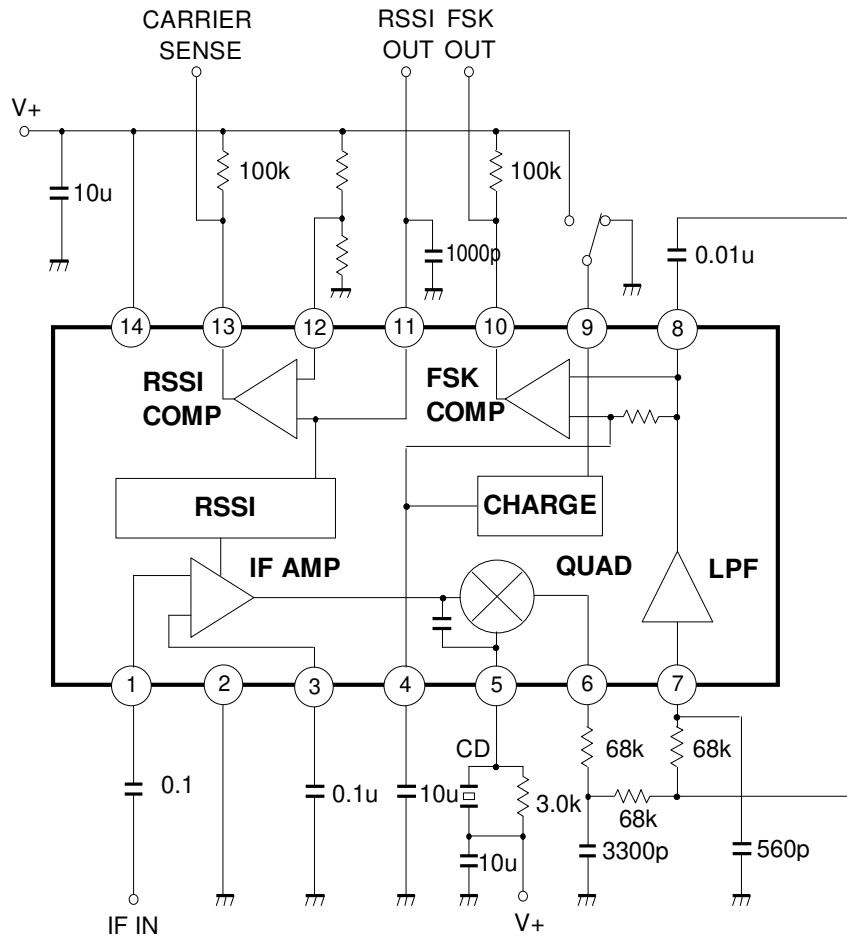 CARRIER
SENSE
RSSI
OUT
FSK
OUT
V+
10u
100k
100k
1000p
0.01u
14
13
12
11
10
9
8
RSSI
COMP
FSK
COMP
RSSI
CHARGE
IF AMP
QUAD
LPF
1
2
3
4
5
6
7
CD
68k
68k
0.1
0.1u
10u
3.0k
68k
10u
3300p
560p
IF IN
V+